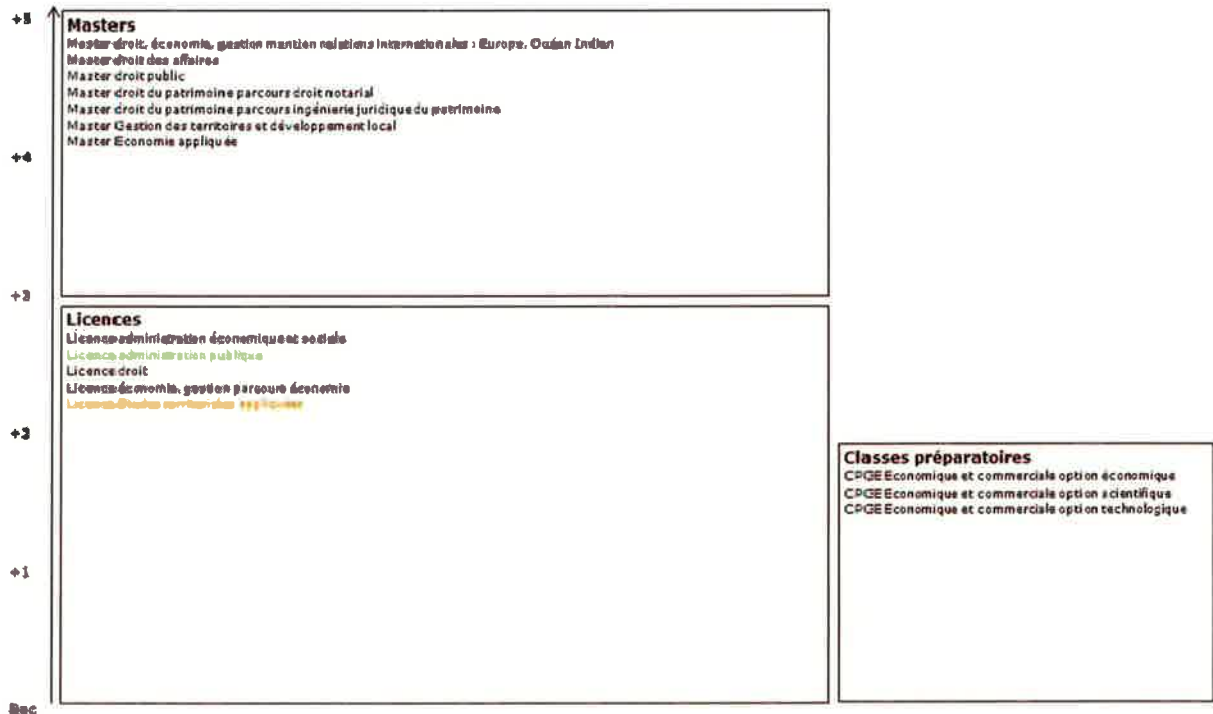 +5
Masters
Master droit, économie, gestion mention relations internationales : Europe, Océan Indien
Master droit des affaires
Master droit public
Master droit du patrimoine parcours droit notarial
Master droit du patrimoine parcours ingénierie juridique du patrimoine
Master Gestion des territoires et développement local
Master Economie appliquée
+4
+3
Licences
Licence administration économique et sociale
Licence administration publique
Licence droit
Licence économie, gestion parcours économie
Licence Etudes territoriales appliquées
+2
Classes préparatoires
CPGE Economique et commerciale option économique
CPGE Economique et commerciale option scientifique
CPGE Economique et commerciale option technologique
+1
Bac